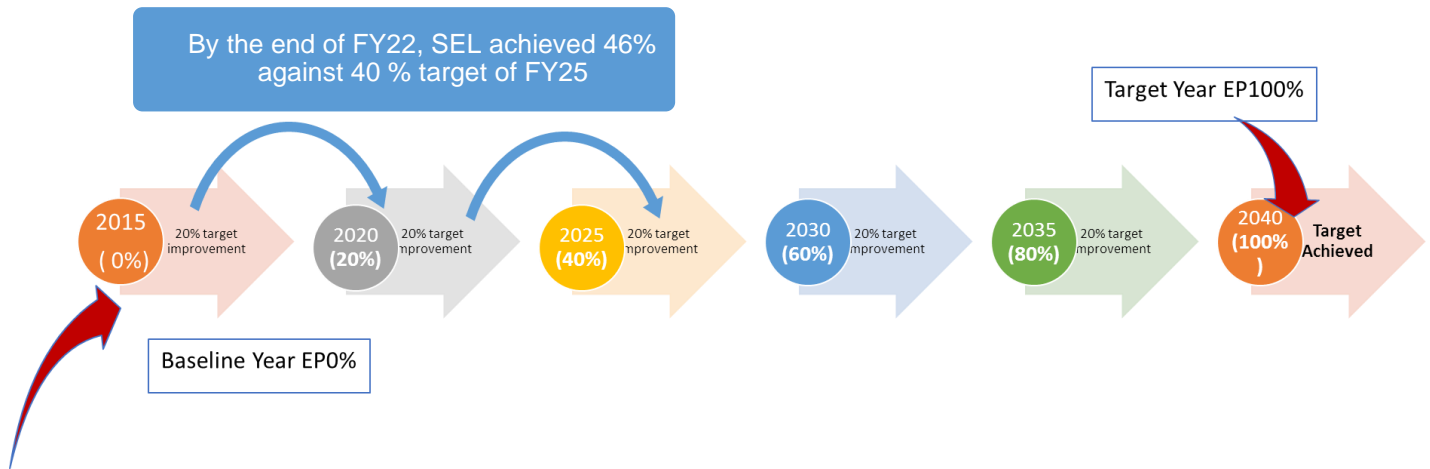 By the end of FY22, SEL achieved 46%
against 40 % target of FY25
Target Year EP100%
2015
( 0%)
20% target
improvement
2020
(20%)
20% target
improvement
2025
(40%)
20% target
improvement
2030
(60%)
20% target
improvement
2035
(80%)
20% target
improvement
2040
(100%
)
Target
Achieved
Baseline Year EP0%